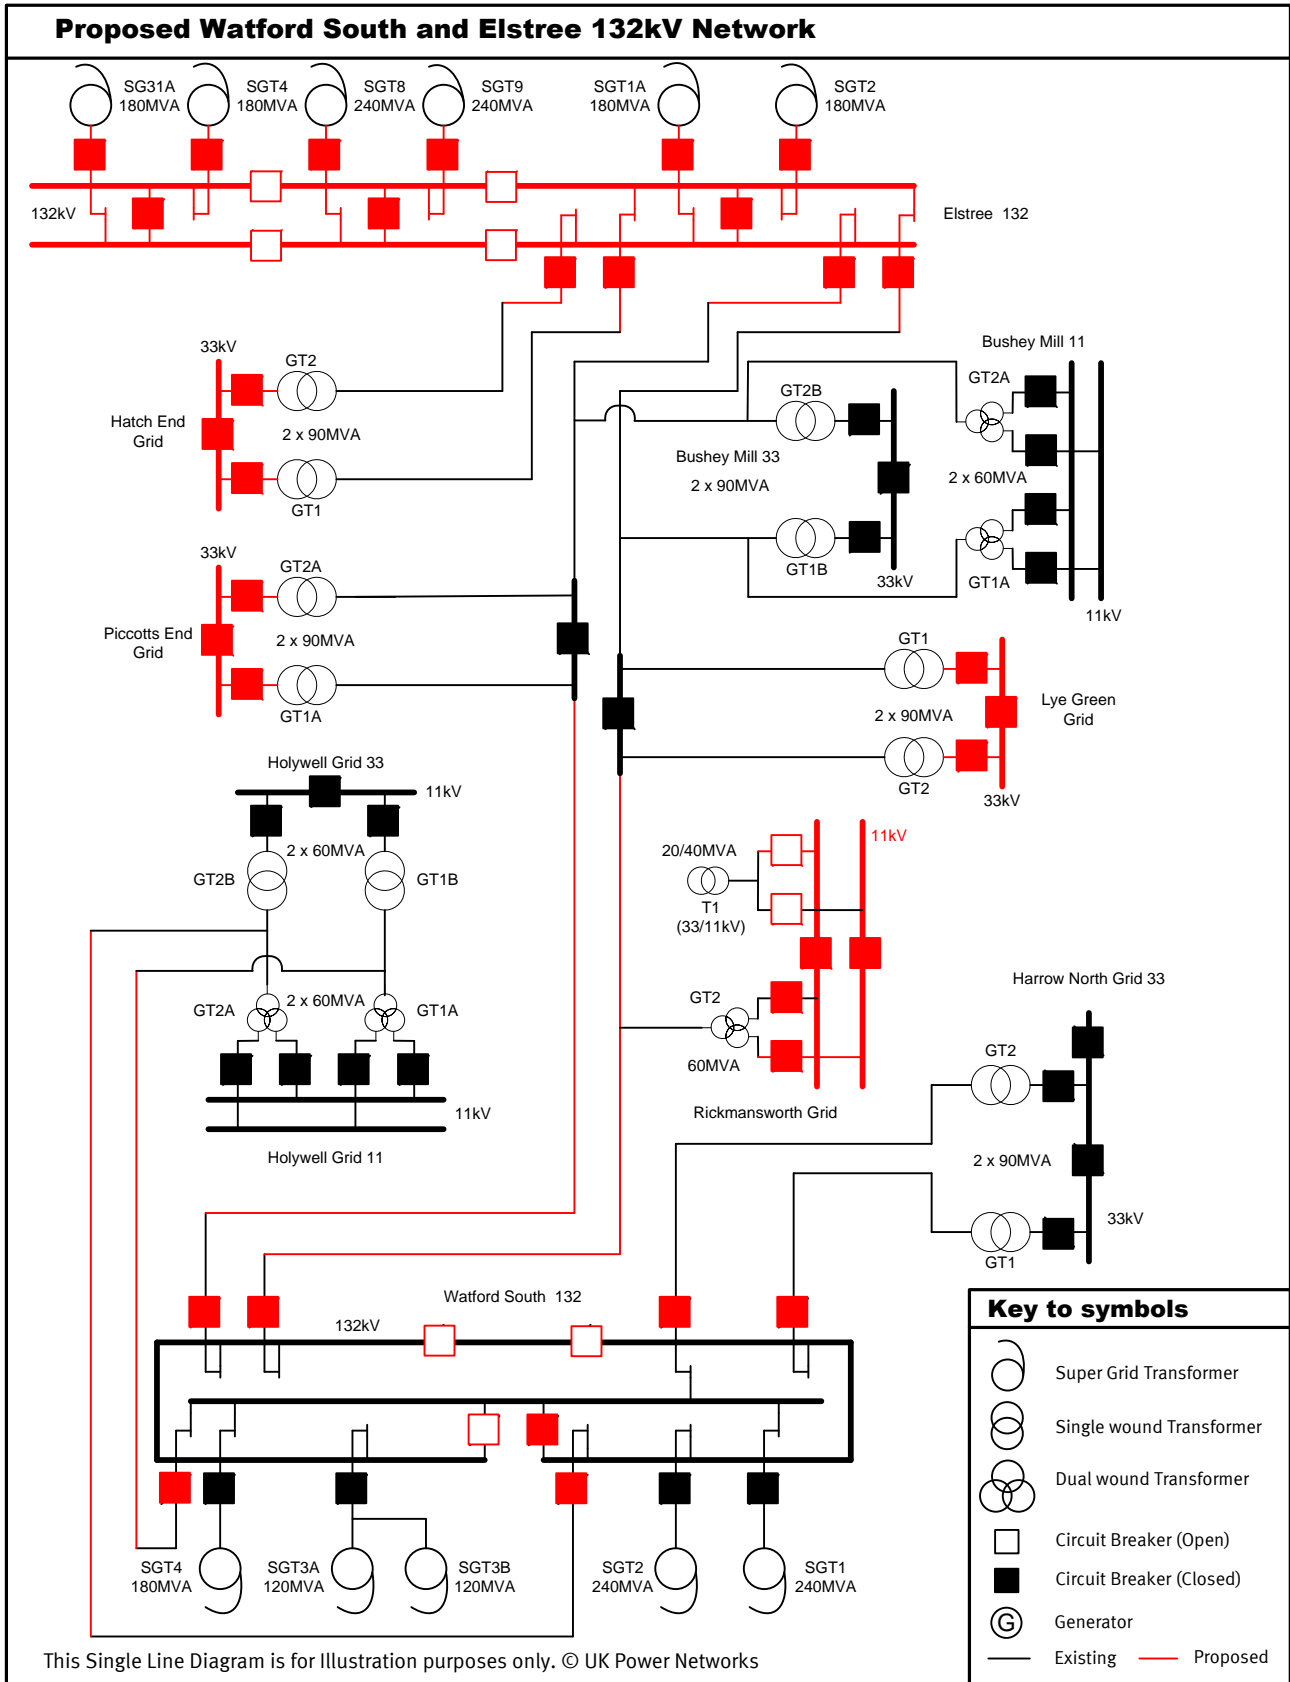 Proposed Watford South and Elstree 132kV Network
SG31A
180MVA
SGT4
180MVA
SGT8
240MVA
SGT9
240MVA
SGT1A
180MVA
SGT2
180MVA
132kV
Elstree 132
33kV
GT2
Hatch End
Grid
2 x 90MVA
GT1
Bushey Mill 11
GT2B
GT2A
Bushey Mill 33
2 x 90MVA
2 x 60MVA
GT1B
33kV
GT1A
11kV
33kV
GT2A
Piccotts End
Grid
2 x 90MVA
GT1A
GT1
Lye Green
Grid
2 x 90MVA
GT2
33kV
Holywell Grid 33
11kV
2 x 60MVA
GT2B
GT1B
GT2A
2 x 60MVA
GT1A
11kV
Holywell Grid 11
11kV
20/40MVA
T1
(33/11kV)
GT2
60MVA
Rickmansworth Grid
Harrow North Grid 33
GT2
2 x 90MVA
33kV
GT1
Watford South 132
132kV
SGT4
180MVA
SGT3A
120MVA
SGT3B
120MVA
SGT2
240MVA
SGT1
240MVA
Key to symbols
Super Grid Transformer
Single wound Transformer
Dual wound Transformer
Circuit Breaker (Open)
Circuit Breaker (Closed)
G
Generator
Existing
Proposed
This Single Line Diagram is for Illustration purposes only. © UK Power Networks